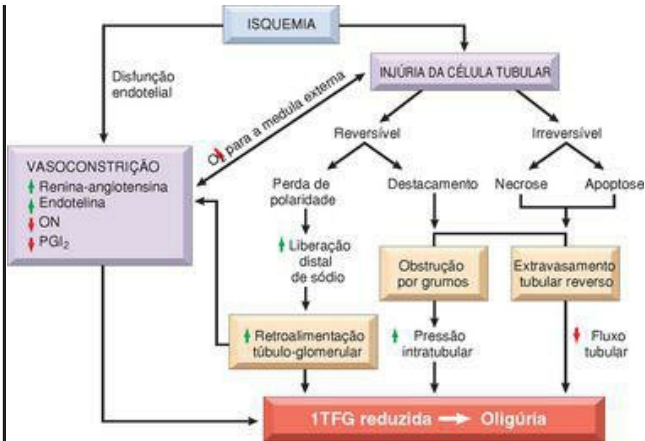 ISQUEMIA
Disfunção
endotelial
INJÚRIA DA CÉLULA TUBULAR
O₂ para a medula externa
Reversível
Irreversível
VASOCONSTRIÇÃO
Renina-angiotensina
Endotelina
ON
PGI₂
Perda de
polaridade
Destacamento
Necrose
Apoptose
Liberação
distal
de sódio
Obstrução
por grumos
Extravasamento
tubular reverso
Retroalimentação
túbulo-glomerular
Pressão
intratubular
Fluxo
tubular
1TFG reduzida → Oligúria